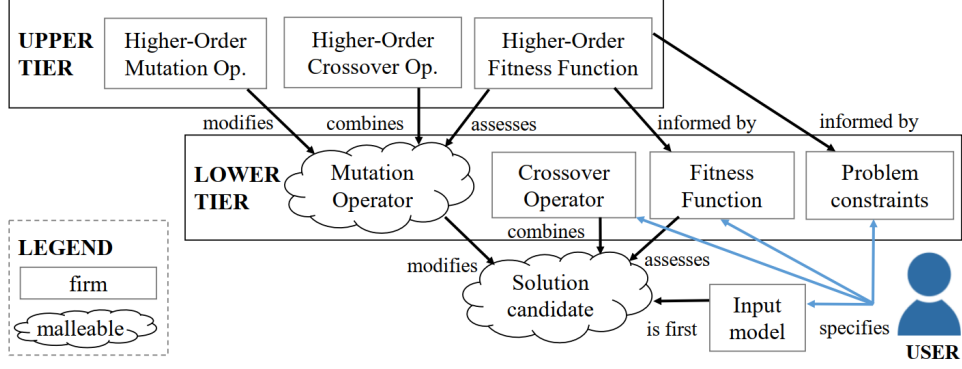 UPPER
TIER
Higher-Order
Mutation Op.
Higher-Order
Crossover Op.
Higher-Order
Fitness Function
modifies
combines
assesses
informed by
informed by
LOWER
TIER
Mutation
Operator
Crossover
Operator
Fitness
Function
Problem
constraints
LEGEND
firm
malleable
modifies
combines
assesses
Solution
candidate
is first
Input
model
specifies
USER